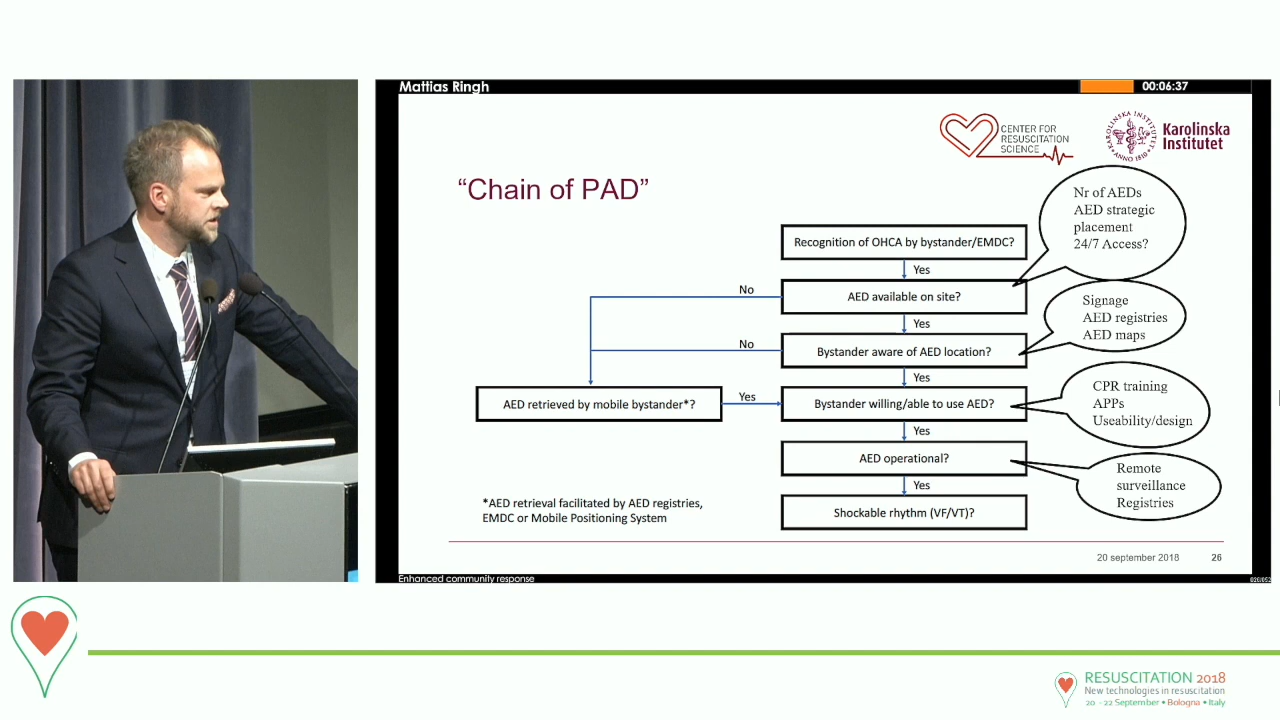 Mattias Ringh
00:06:37
CENTER FOR
RESUSCITATION
SCIENCE
KAROLINSKA INSTITUTET
ANNO 1810
Karolinska
Institutet
“Chain of PAD”
Nr of AEDs
AED strategic
placement
24/7 Access?
Recognition of OHCA by bystander/EMDC?
Yes
No
AED available on site?
Signage
AED registries
AED maps
Yes
No
Bystander aware of AED location?
Yes
CPR training
APPs
Useability/design
AED retrieved by mobile bystander*?
Yes
Bystander willing/able to use AED?
Yes
AED operational?
Remote
surveillance
Registries
Yes
*AED retrieval facilitated by AED registries,
EMDC or Mobile Positioning System
Shockable rhythm (VF/VT)?
20 september 2018
26
Enhanced community response
RESUSCITATION 2018
New technologies in resuscitation
20 - 22 September • Bologna • Italy